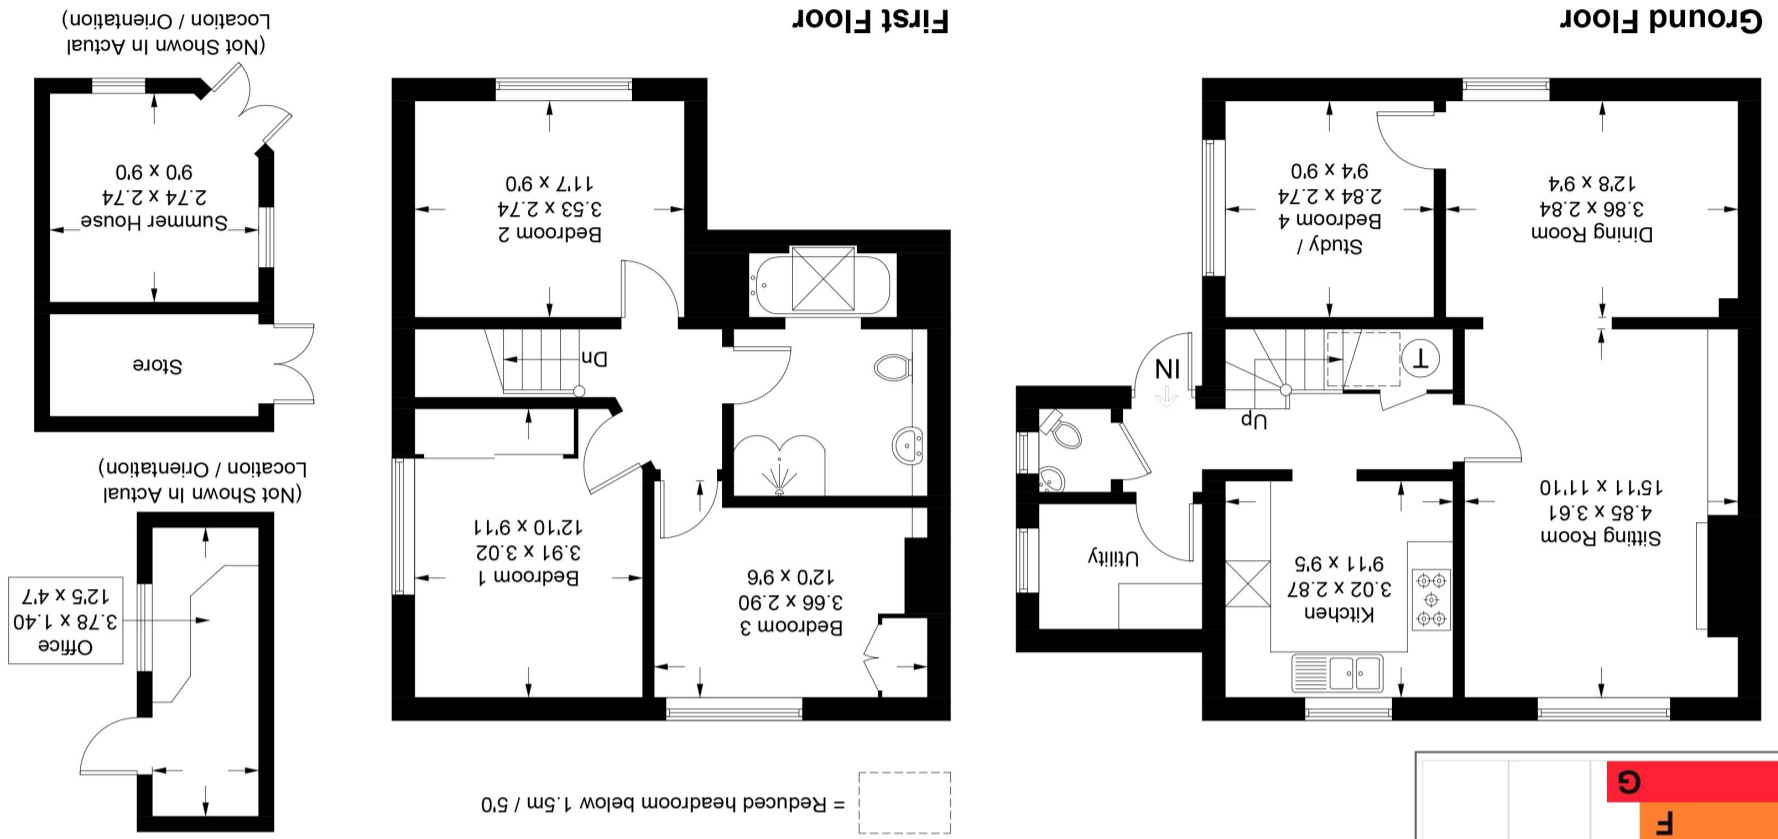 F
G
= Reduced headroom below 1.5m / 5'0
Sitting Room
4.85 x 3.61
15'11 x 11'10
Kitchen
3.02 x 2.87
9'11 x 9'5
Utility
Up
IN
T
Dining Room
3.86 x 2.84
12'8 x 9'4
Study /
Bedroom 4
2.84 x 2.74
9'4 x 9'0
Ground Floor
Bedroom 3
3.66 x 2.90
12'0 x 9'6
Bedroom 1
3.91 x 3.02
12'10 x 9'11
Dn
Bedroom 2
3.53 x 2.74
11'7 x 9'0
First Floor
Office
3.78 x 1.40
12'5 x 4'7
(Not Shown In Actual
Location / Orientation)
Store
Summer House
2.74 x 2.74
9'0 x 9'0
(Not Shown In Actual
Location / Orientation)